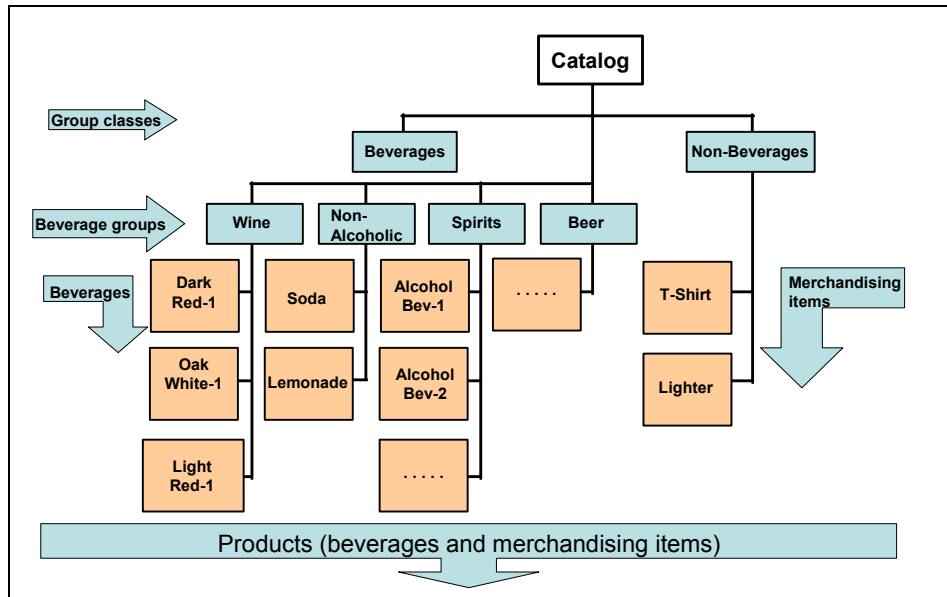 Catalog
Group classes
Beverages
Non-Beverages
Beverage groups
Wine
Non-
Alcoholic
Spirits
Beer
Beverages
Dark
Red-1
Soda
Alcohol
Bev-1
. . . . .
T-Shirt
Merchandising
items
Oak
White-1
Lemonade
Alcohol
Bev-2
Lighter
Light
Red-1
. . . . .
Products (beverages and merchandising items)